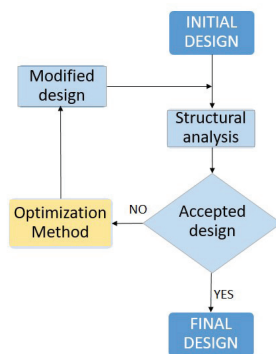 INITIAL
DESIGN
Modified
design
Structural
analysis
Optimization
Method
NO
Accepted
design
YES
FINAL
DESIGN